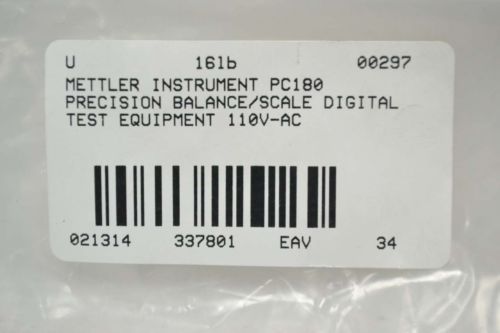 U 16lb 00297
METTLER INSTRUMENT PC180
PRECISION BALANCE/SCALE DIGITAL
TEST EQUIPMENT 110V-AC
021314 337801 EAV 34